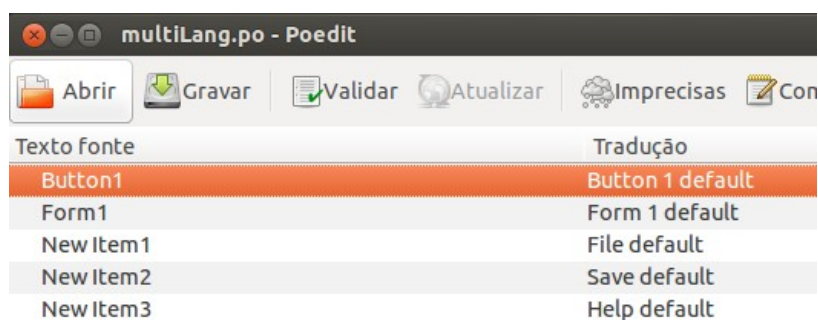 multiLang.po - Poedit
Abrir Gravar Validar Atualizar Imprecisas
Texto fonte Tradução
Button1 Button 1 default
Form1 Form 1 default
New Item1 File default
New Item2 Save default
New Item3 Help default